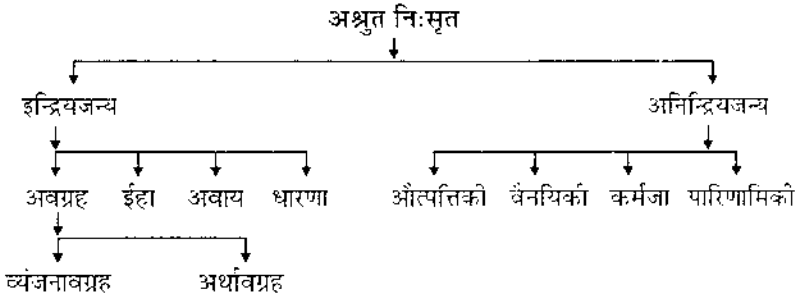 अश्रुत निःसृत
इन्द्रियजन्य अनिन्द्रियजन्य
अवग्रह ईहा अवाय धारणा औत्पत्तिकी वैनयिकी कर्मजा पारिणामिकी
व्यंजनावग्रह अर्थावग्रह